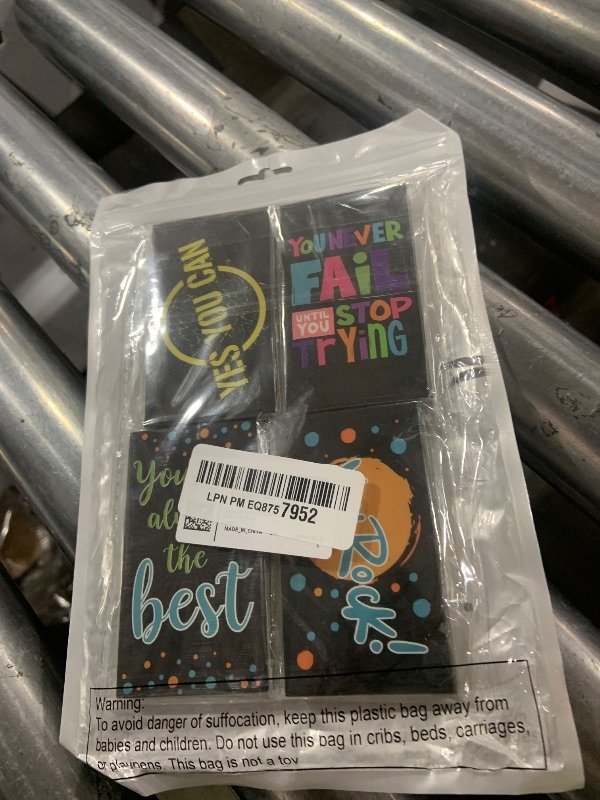 YES YOU CAN
YOU NEVER
FAIL
UNTIL
YOU
STOP
TRYING
the
best
Rock!
LPN PM EQ875 7952
Warning:
To avoid danger of suffocation, keep this plastic bag away from
babies and children. Do not use this bag in cribs, beds, carriages,
or playpens. This bag is not a toy